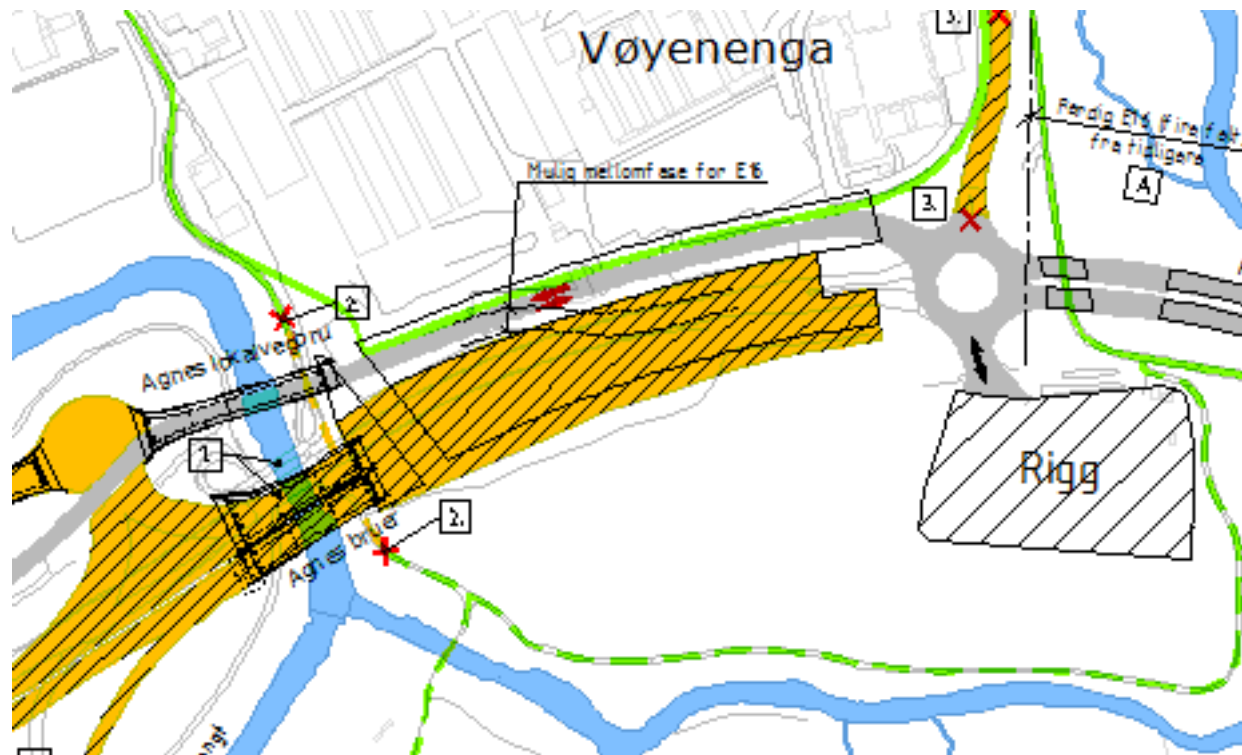 3.
Vøyenenga
Ferdig E16 (fire felt)
fra tidligere
A.
Mulig mellomfase for E16
3.
2.
Agnes lokalvegbru
1.
Rigg
2.
Agnes bruer